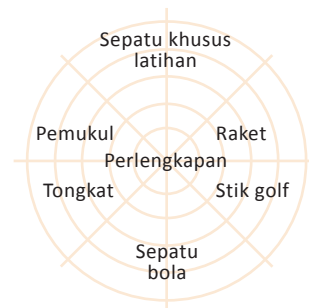 Sepatu khusus
latihan
Pemukul
Raket
Perlengkapan
Tongkat
Stik golf
Sepatu
bola